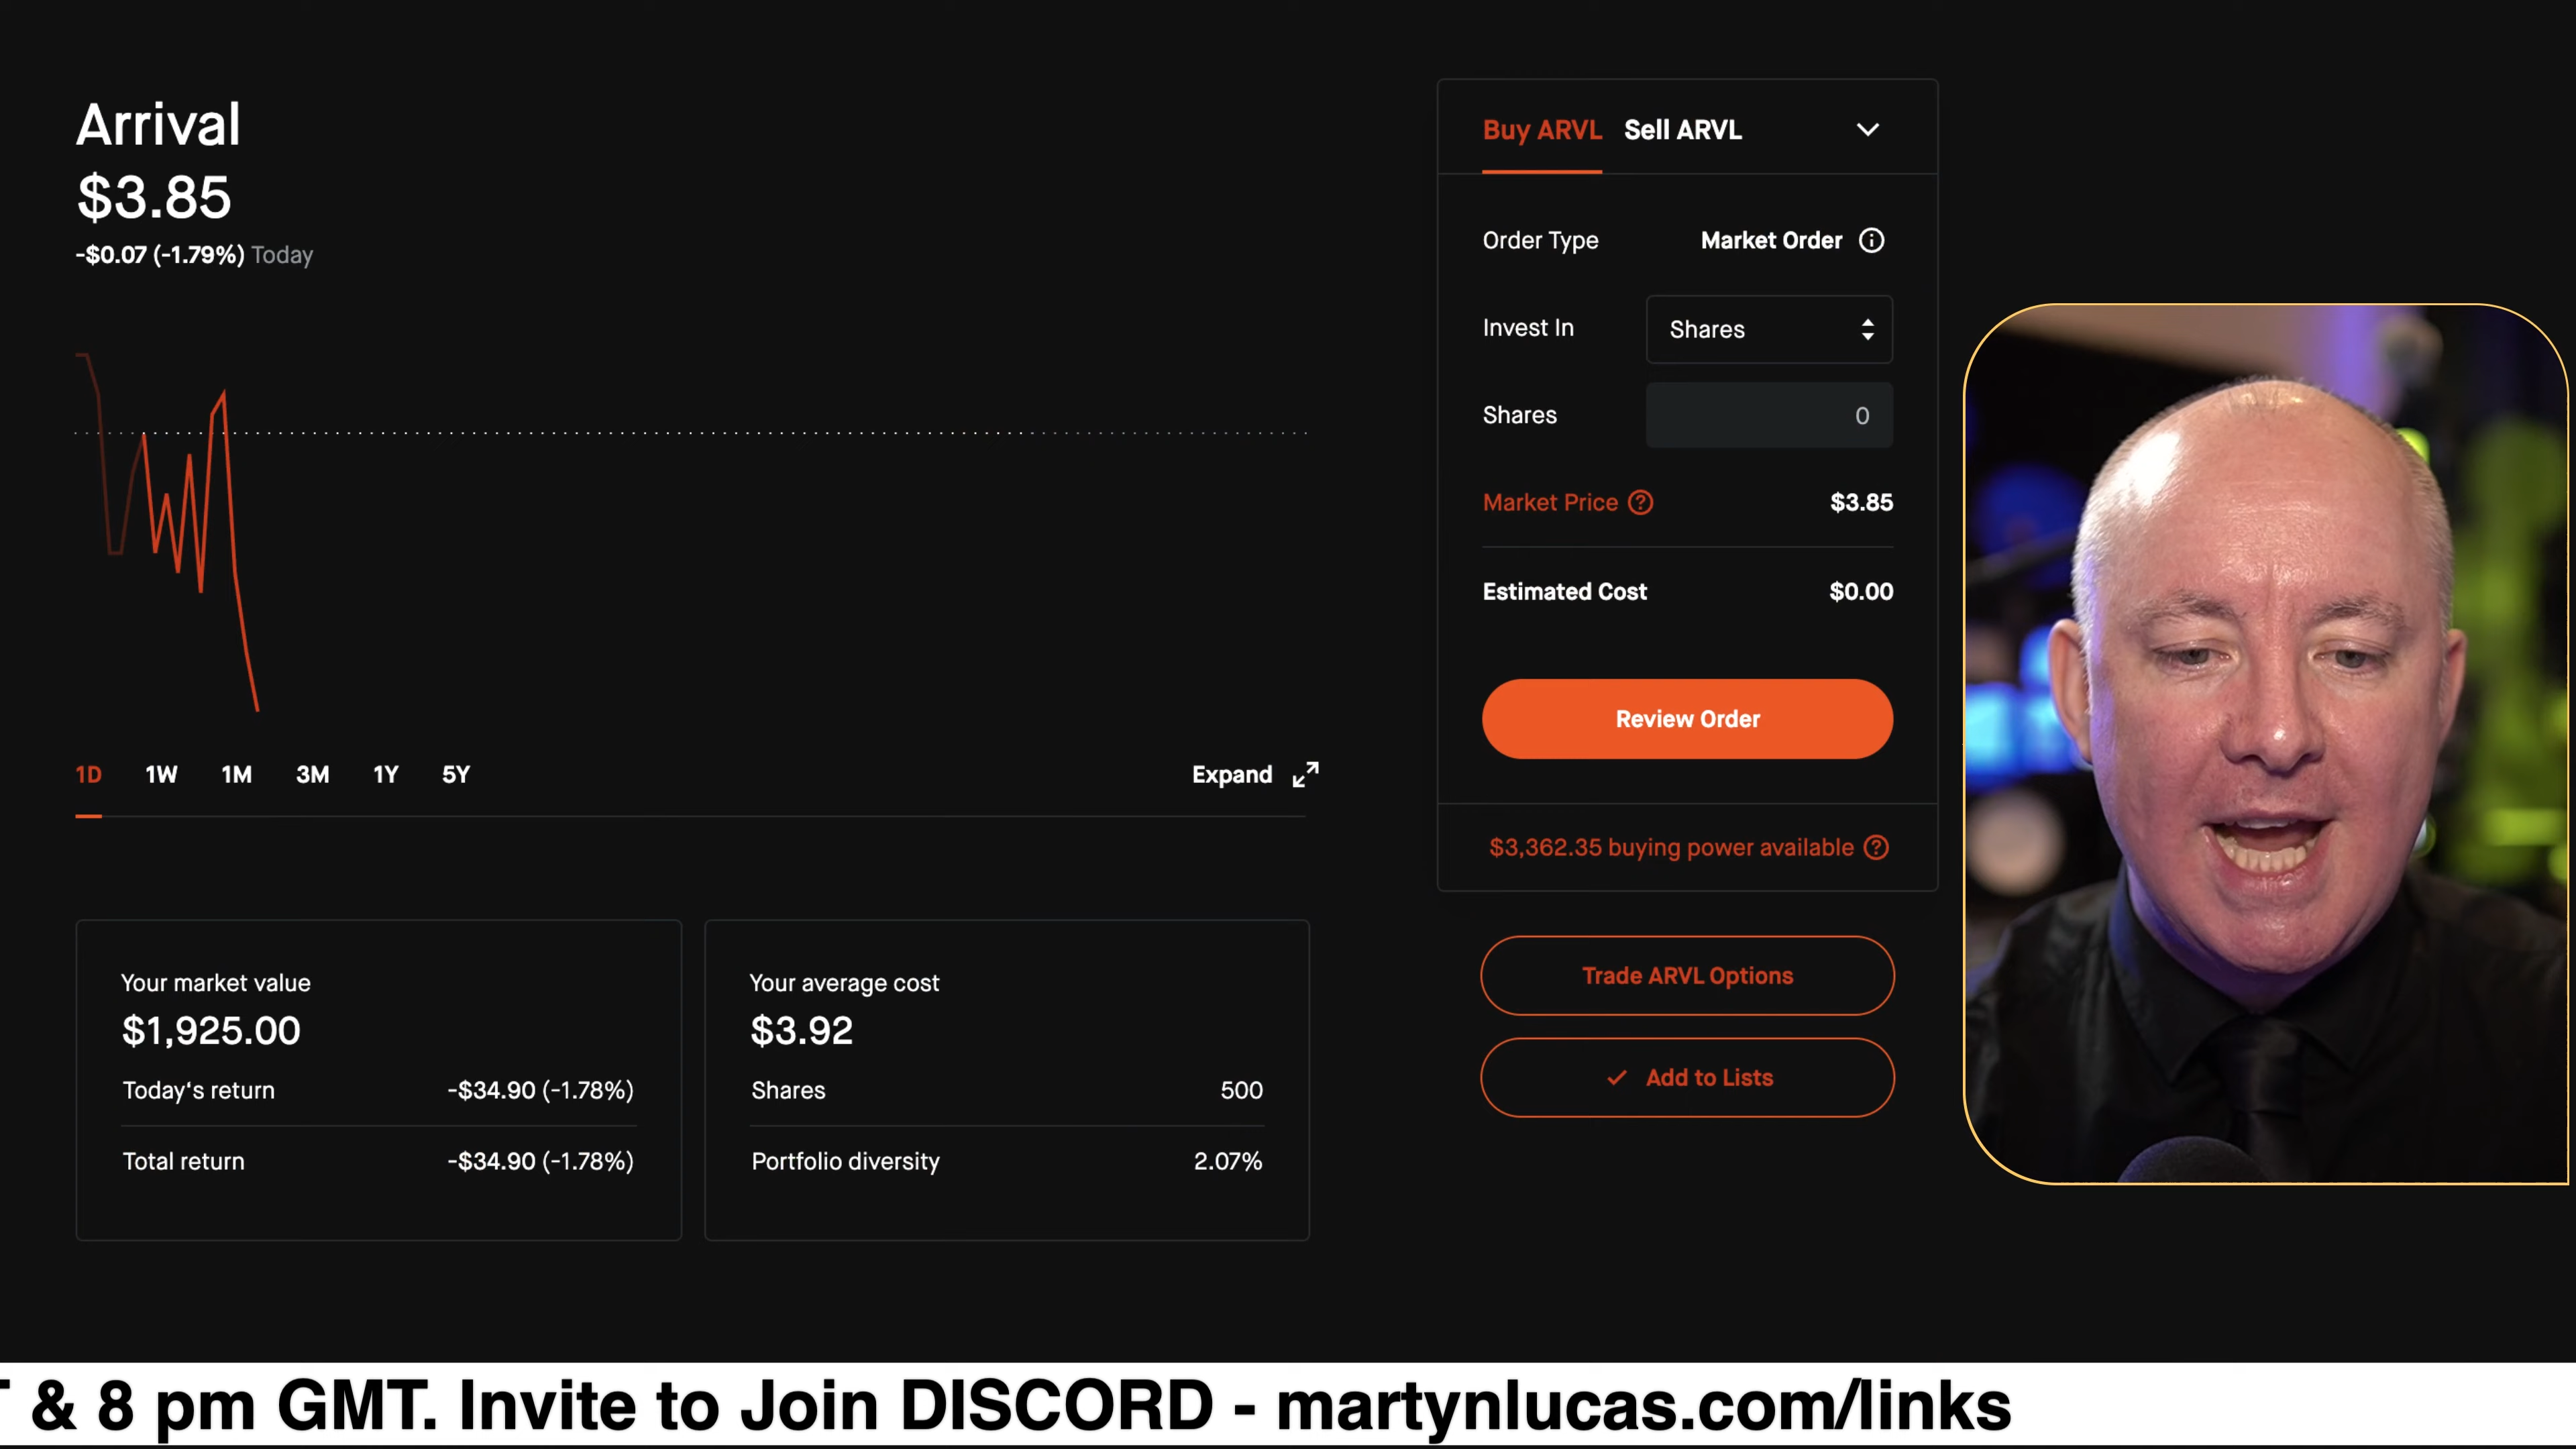 Arrival
$3.85
-$0.07 (-1.79%) Today
1D 1W 1M 3M 1Y 5Y Expand
Your market value
$1,925.00
Today's return -$34.90 (-1.78%)
Total return -$34.90 (-1.78%)
Your average cost
$3.92
Shares 500
Portfolio diversity 2.07%
Buy ARVL Sell ARVL
Order Type Market Order
Invest In Shares
Shares 0
Market Price $3.85
Estimated Cost $0.00
Review Order
$3,362.35 buying power available
Trade ARVL Options
Add to Lists
& 8 pm GMT. Invite to Join DISCORD - martynlucas.com/links